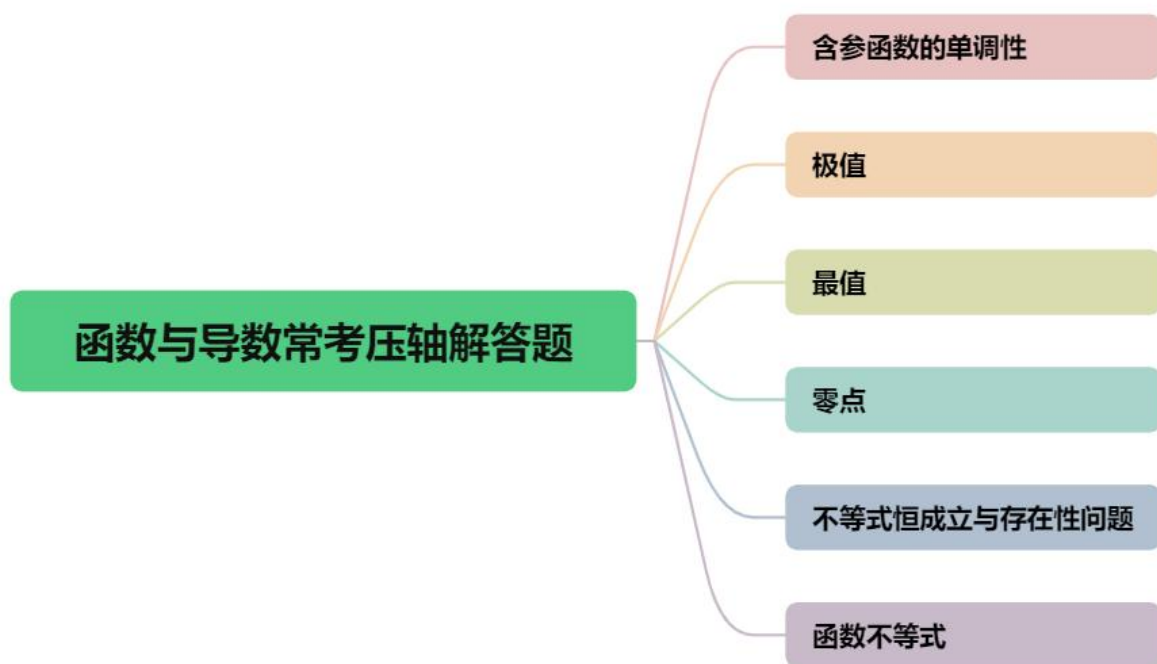 函数与导数常考压轴解答题
含参函数的单调性
极值
最值
零点
不等式恒成立与存在性问题
函数不等式